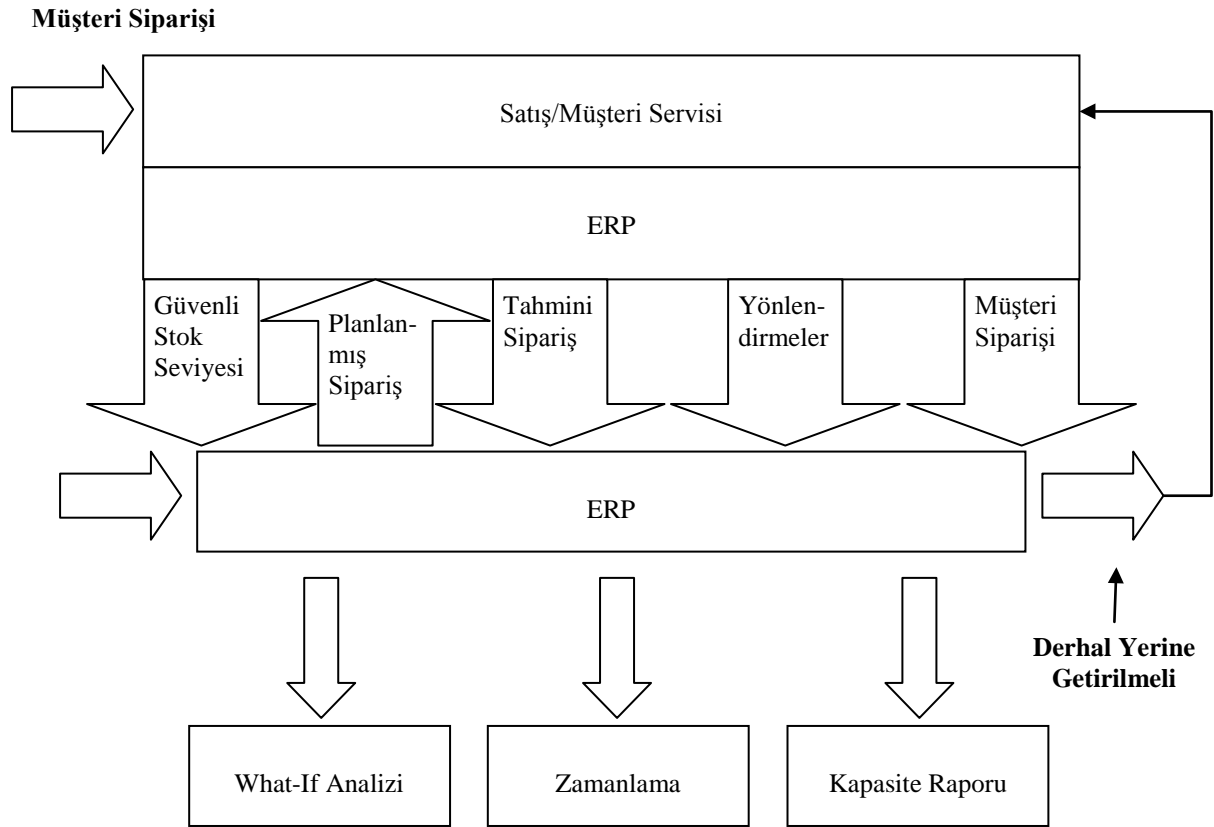 Müşteri Siparişi
Satış/Müşteri Servisi
ERP
Güvenli
Stok
Seviyesi
Planlan-
mış
Sipariş
Tahmini
Sipariş
Yönlen-
dirmeler
Müşteri
Siparişi
ERP
Derhal Yerine
Getirilmeli
What-If Analizi
Zamanlama
Kapasite Raporu